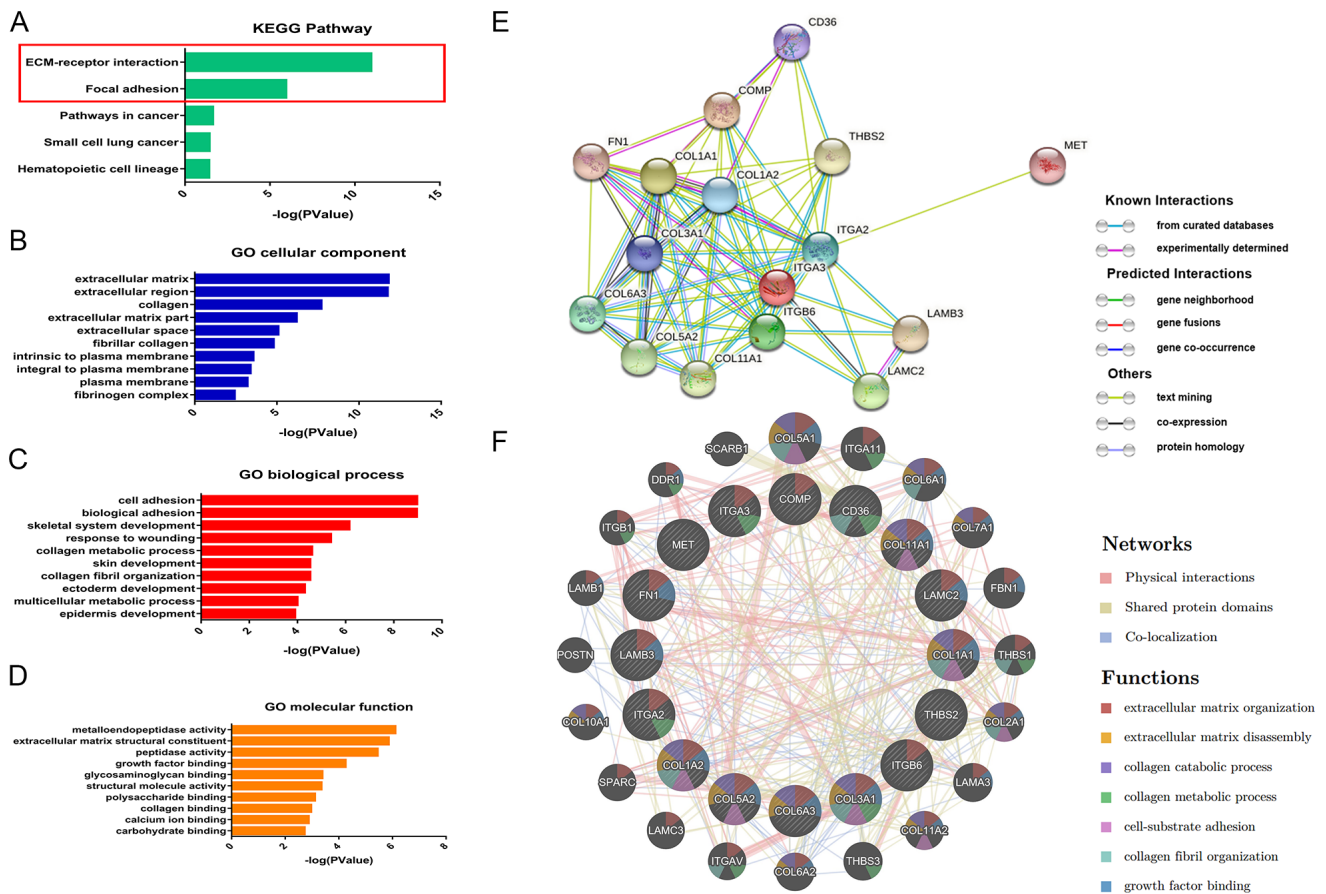 A
KEGG Pathway
ECM-receptor interaction
Focal adhesion
Pathways in cancer
Small cell lung cancer
Hematopoietic cell lineage
0 5 10 15
-log(PValue)
B
GO cellular component
extracellular matrix
extracellular region
collagen
extracellular matrix part
extracellular space
fibrillar collagen
intrinsic to plasma membrane
integral to plasma membrane
plasma membrane
fibrinogen complex
0 5 10 15
-log(PValue)
C
GO biological process
cell adhesion
biological adhesion
skeletal system development
response to wounding
collagen metabolic process
skin development
collagen fibril organization
ectoderm development
multicellular metabolic process
epidermis development
0 2 4 6 8 10
-log(PValue)
D
GO molecular function
metalloendopeptidase activity
extracellular matrix structural constituent
peptidase activity
growth factor binding
glycosaminoglycan binding
structural molecule activity
polysaccharide binding
collagen binding
calcium ion binding
carbohydrate binding
0 2 4 6 8
-log(PValue)
E
CD36
COMP
THBS2
FN1
MET
COL1A1
COL1A2
COL3A1
ITGA2
ITGA3
COL6A3
ITGB6
LAMB3
COL5A2
COL11A1
LAMC2
Known Interactions
from curated databases
experimentally determined
Predicted Interactions
gene neighborhood
gene fusions
gene co-occurrence
Others
text mining
co-expression
protein homology
F
COL5A1
SCARB1
ITGA11
DDR1
COL6A1
ITGA3
COMP
CD36
ITGB1
MET
COL11A1
COL7A1
LAMB1
FN1
LAMC2
FBN1
POSTN
LAMB3
COL1A1
THBS1
COL10A1
ITGA2
THBS2
COL2A1
SPARC
COL1A2
ITGB6
LAMA3
COL5A2
COL6A3
COL3A1
LAMC3
COL11A2
ITGAV
COL6A2
THBS3
Networks
Physical interactions
Shared protein domains
Co-localization
Functions
extracellular matrix organization
extracellular matrix disassembly
collagen catabolic process
collagen metabolic process
cell-substrate adhesion
collagen fibril organization
growth factor binding